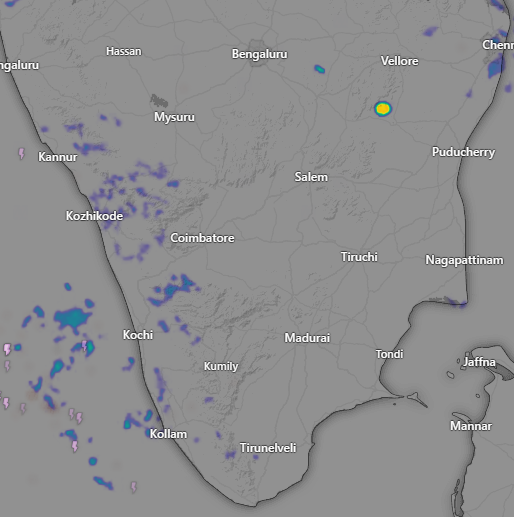 Hassan
Bengaluru
Chenn
ngaluru
Vellore
Mysuru
Kannur
Puducherry
Salem
Kozhikode
Coimbatore
Tiruchi
Nagapattinam
Kochi
Madurai
Tondi
Kumily
Jaffna
Mannar
Kollam
Tirunelveli